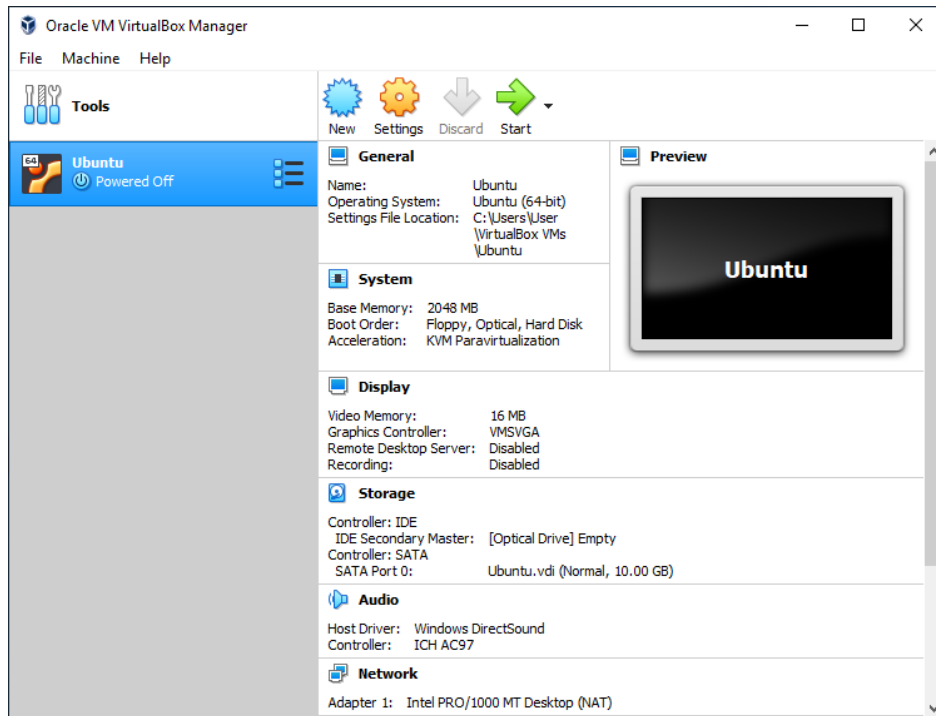 Oracle VM VirtualBox Manager
File Machine Help
Tools
New Settings Discard Start
64
Ubuntu
Powered Off
General
Name: Ubuntu
Operating System: Ubuntu (64-bit)
Settings File Location: C:\Users\User
\VirtualBox VMs
\Ubuntu
Preview
Ubuntu
System
Base Memory: 2048 MB
Boot Order: Floppy, Optical, Hard Disk
Acceleration: KVM Paravirtualization
Display
Video Memory: 16 MB
Graphics Controller: VMSVGA
Remote Desktop Server: Disabled
Recording: Disabled
Storage
Controller: IDE
IDE Secondary Master: [Optical Drive] Empty
Controller: SATA
SATA Port 0: Ubuntu.vdi (Normal, 10.00 GB)
Audio
Host Driver: Windows DirectSound
Controller: ICH AC97
Network
Adapter 1: Intel PRO/1000 MT Desktop (NAT)